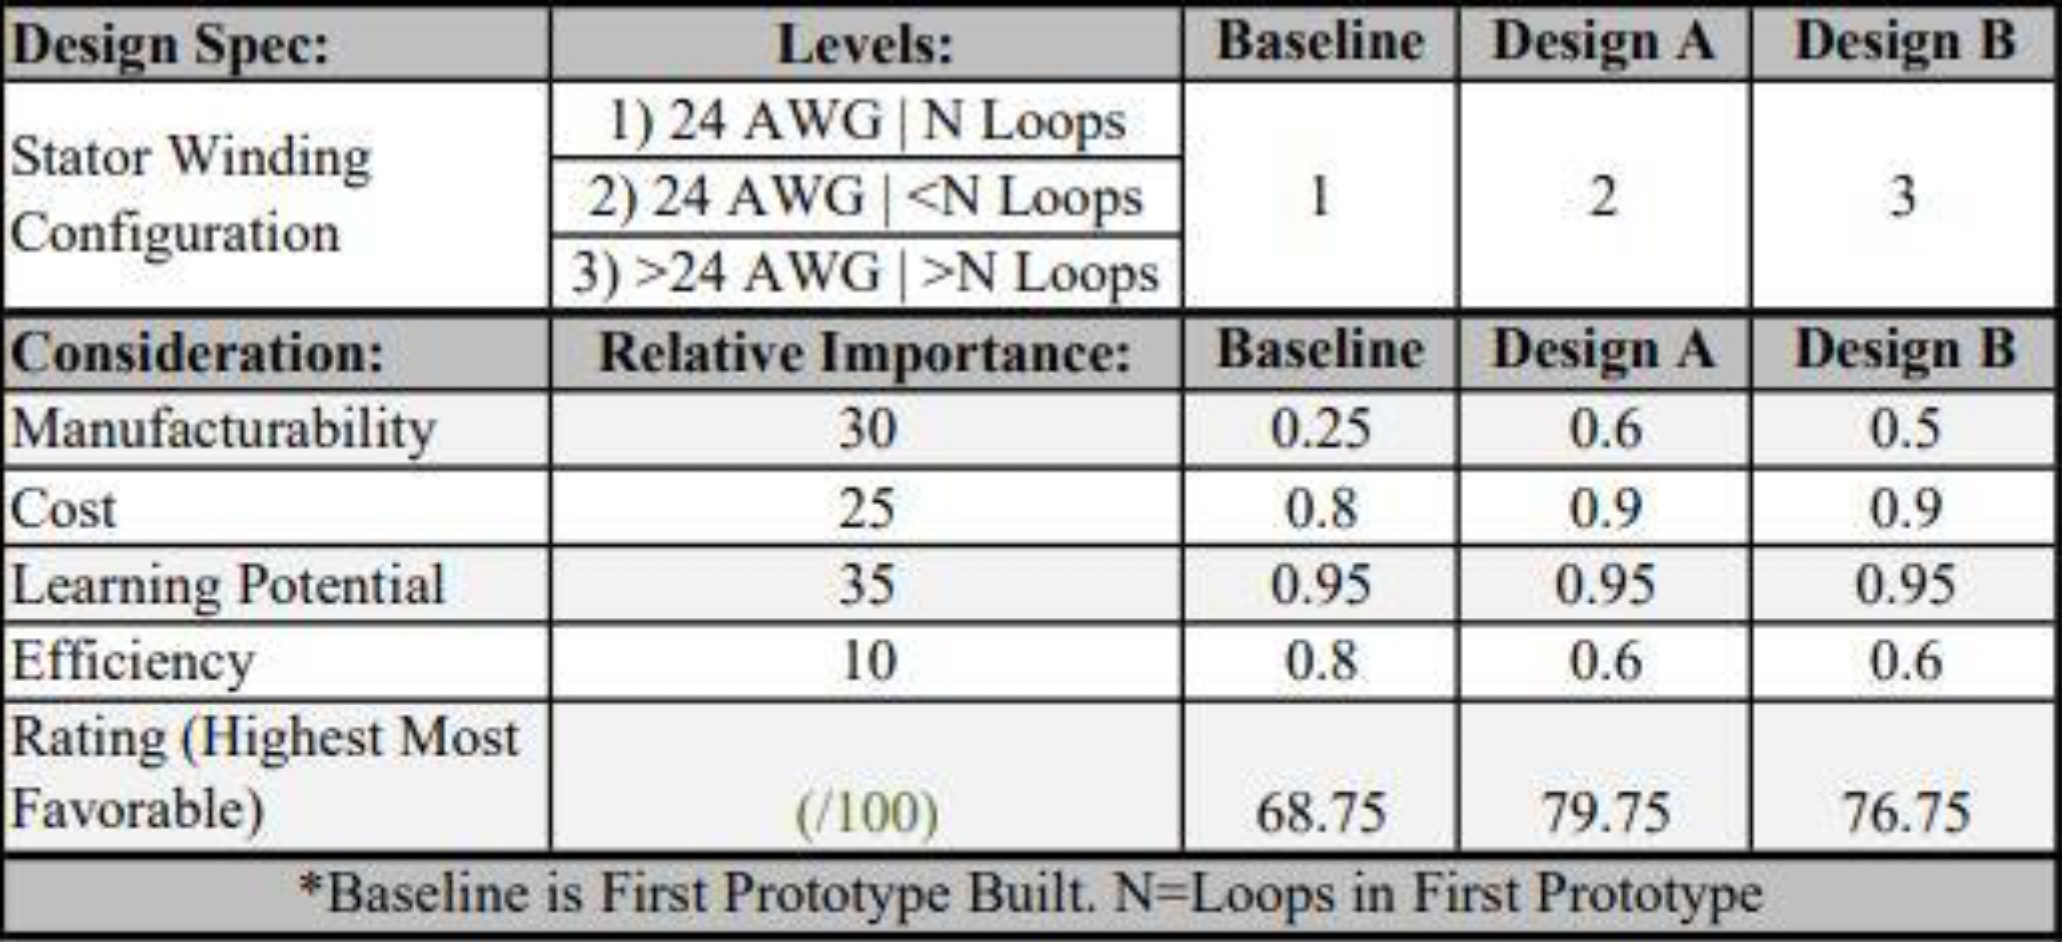 Design Spec: Levels: Baseline Design A Design B
Stator Winding Configuration 1) 24 AWG | N Loops 1 2 3
2) 24 AWG | <N Loops
3) >24 AWG | >N Loops
Consideration: Relative Importance: Baseline Design A Design B
Manufacturability 30 0.25 0.6 0.5
Cost 25 0.8 0.9 0.9
Learning Potential 35 0.95 0.95 0.95
Efficiency 10 0.8 0.6 0.6
Rating (Highest Most
Favorable) (/100) 68.75 79.75 76.75
*Baseline is First Prototype Built. N=Loops in First Prototype